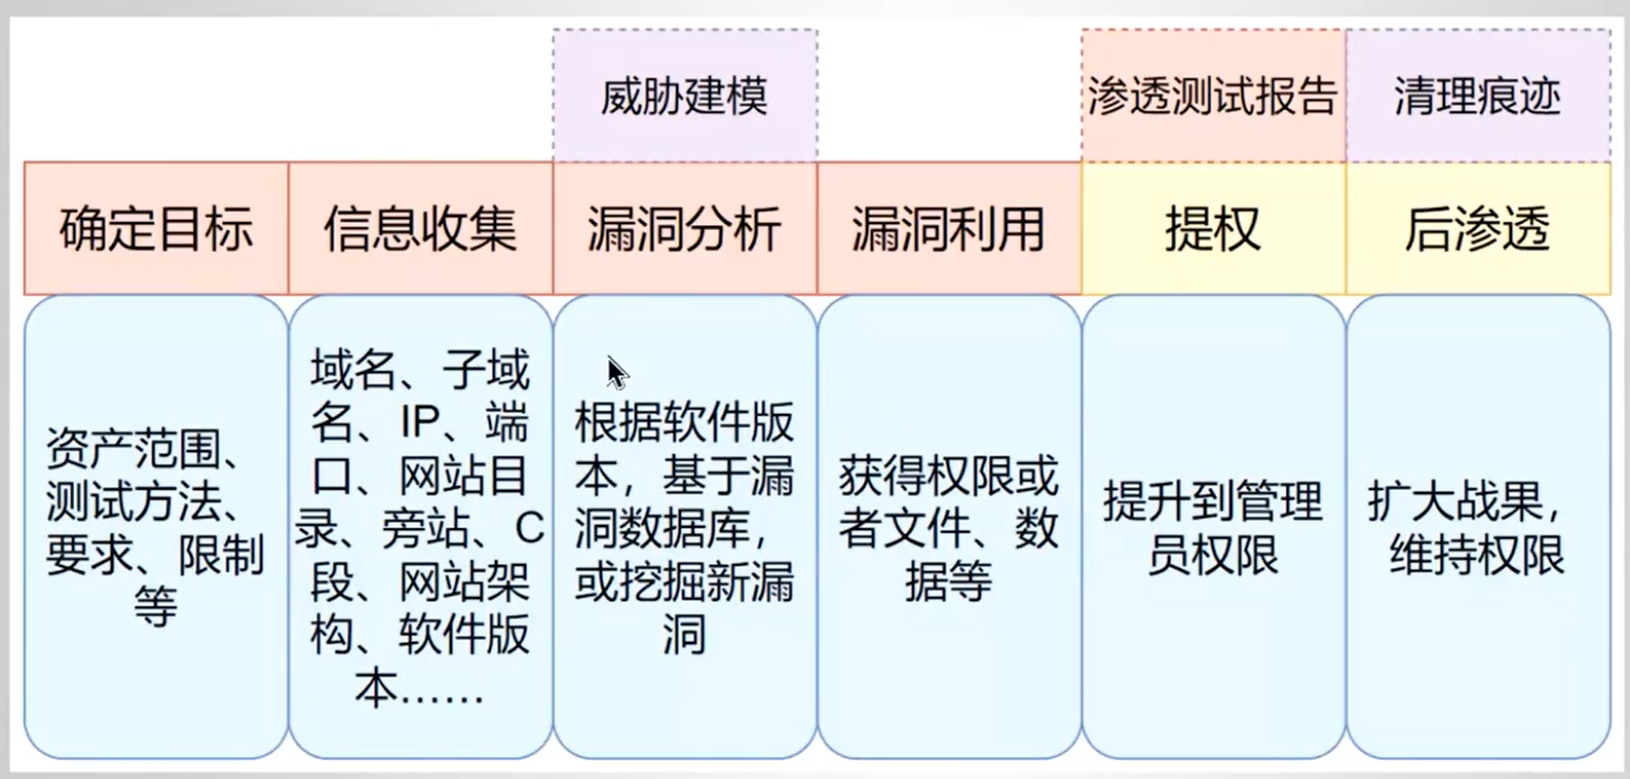 威胁建模
渗透测试报告
清理痕迹
确定目标
信息收集
漏洞分析
漏洞利用
提权
后渗透
资产范围、
测试方法、
要求、限制
等
域名、子域
名、IP、端
口、网站目
录、旁站、C
段、网站架
构、软件版
本……
根据软件版
本，基于漏
洞数据库，
或挖掘新漏
洞
获得权限或
者文件、数
据等
提升到管理
员权限
扩大战果，
维持权限